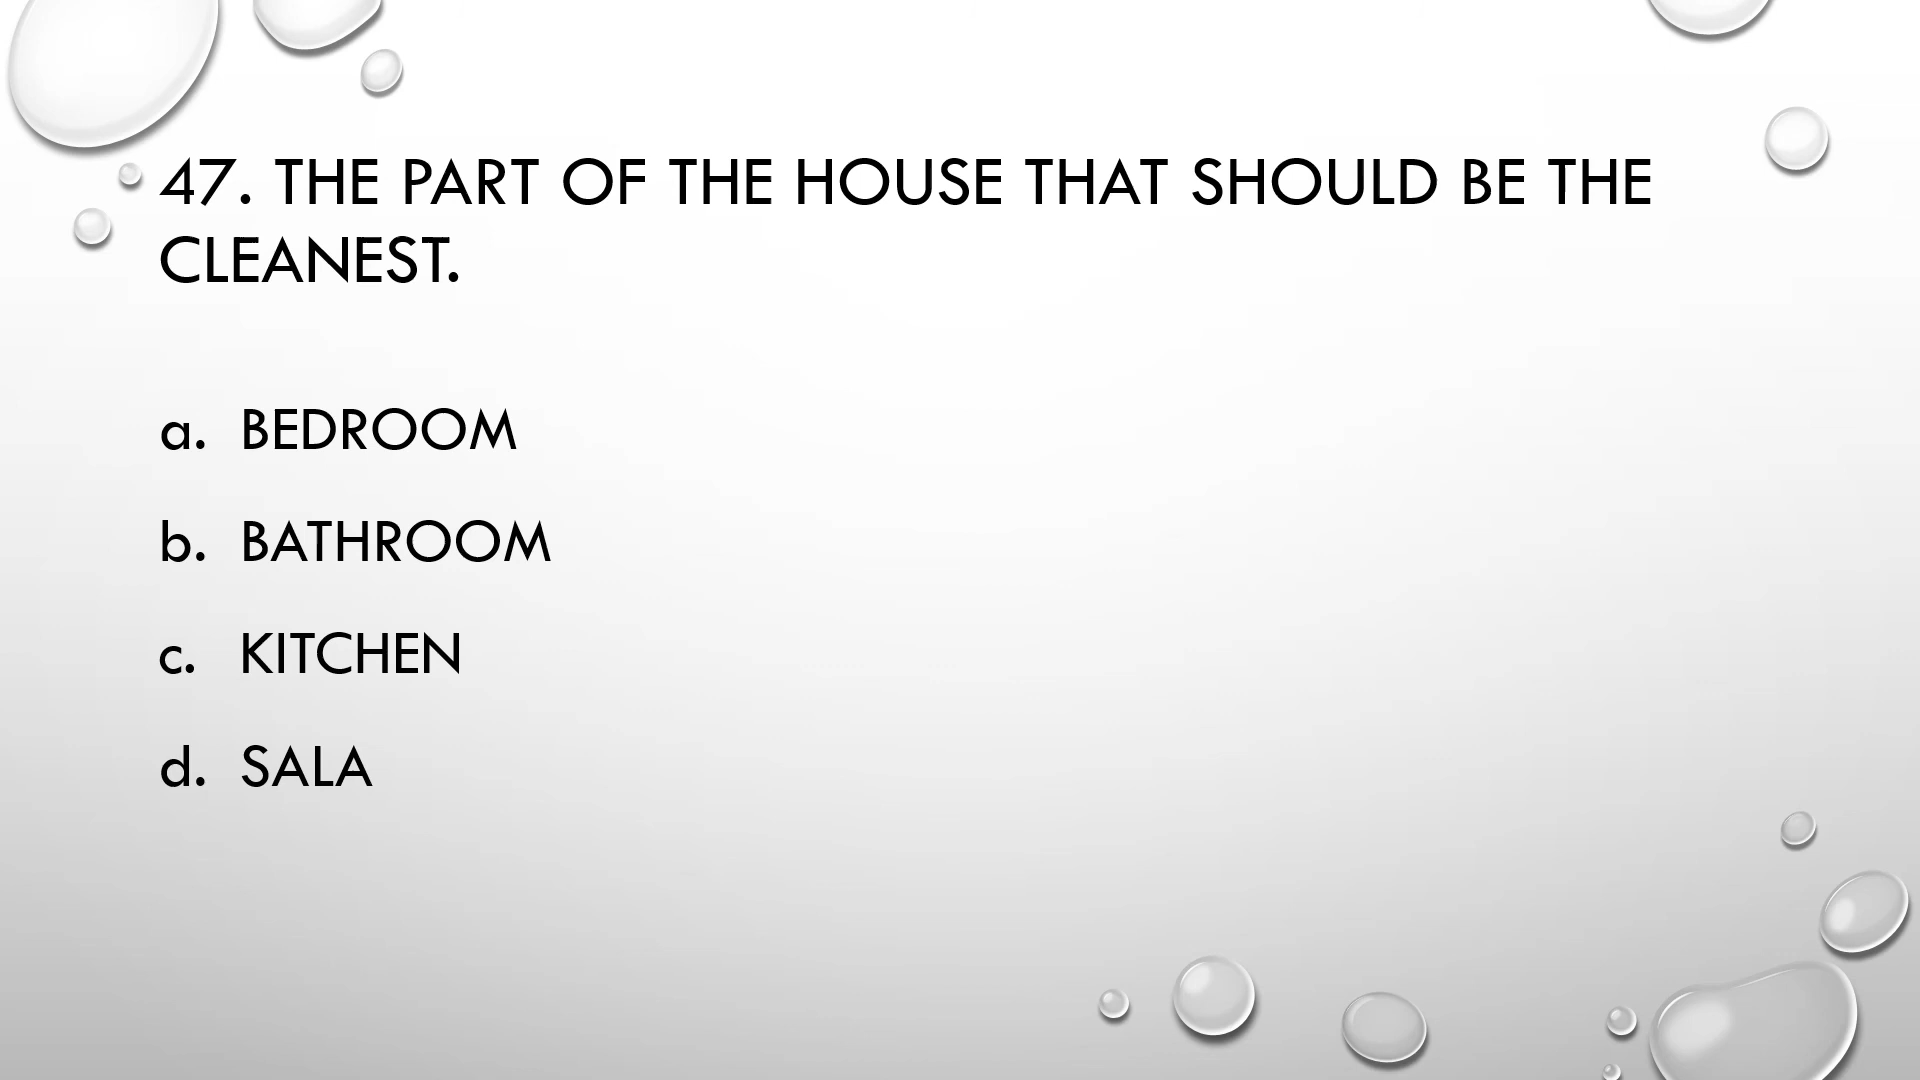 47. THE PART OF THE HOUSE THAT SHOULD BE THE
CLEANEST.
a. BEDROOM
b. BATHROOM
c. KITCHEN
d. SALA